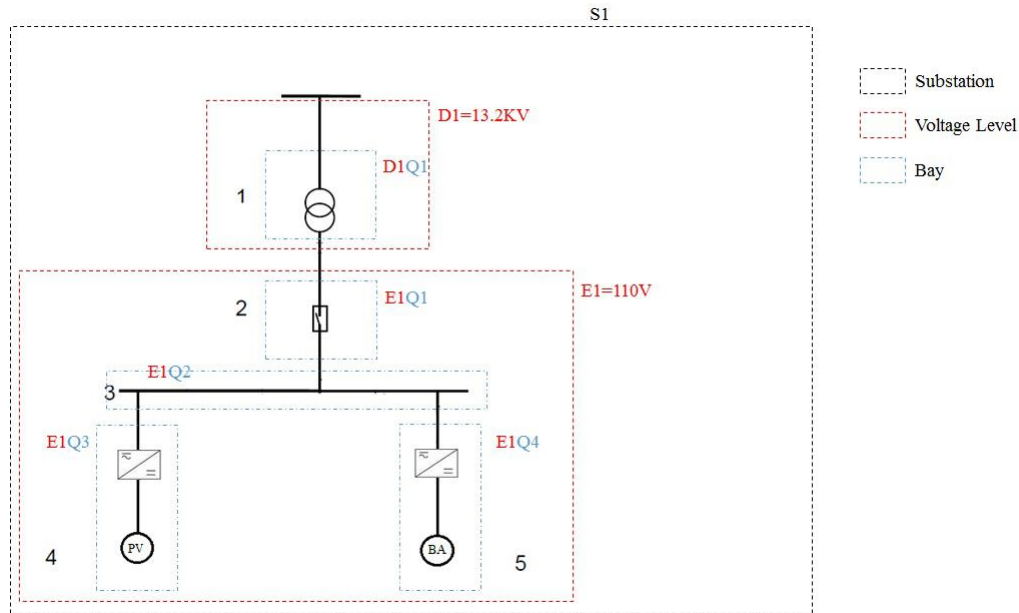 S1
Substation
D1=13.2KV
Voltage Level
D1Q1
Bay
1
E1=110V
E1Q1
2
E1Q2
3
E1Q3
E1Q4
PV
BA
4
5